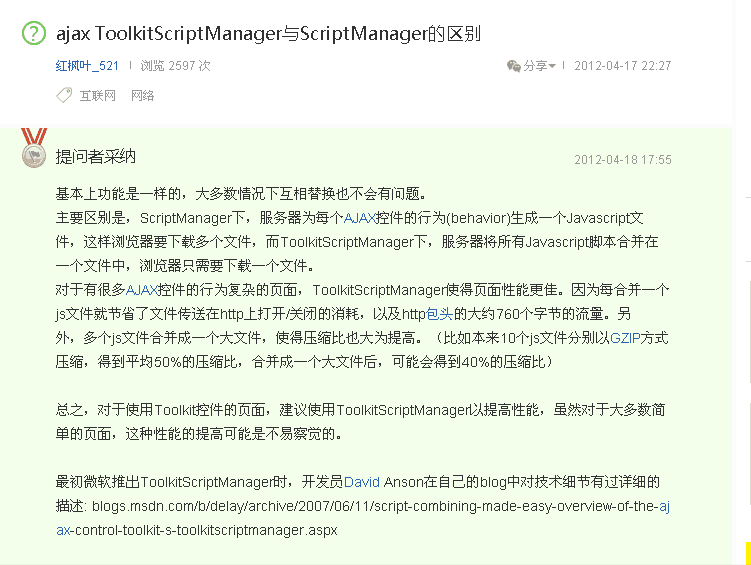 ajax ToolkitScriptManager与ScriptManager的区别
红枫叶_521 浏览 2597 次 分享 2012-04-17 22:27
互联网 网络
提问者采纳 2012-04-18 17:55
基本上功能是一样的，大多数情况下互相替换也不会有问题。
主要区别是，ScriptManager下，服务器为每个AJAX控件的行为(behavior)生成一个Javascript文
件，这样浏览器要下载多个文件，而ToolkitScriptManager下，服务器将所有Javascript脚本合并在
一个文件中，浏览器只需要下载一个文件。
对于有很多AJAX控件的行为复杂的页面，ToolkitScriptManager使得页面性能更佳。因为每合并一个
js文件就节省了文件传送在http上打开/关闭的消耗，以及http包头的大约760个字节的流量。另
外，多个js文件合并成一个大文件，使得压缩比也大为提高。（比如本来10个js文件分别以GZIP方式
压缩，得到平均50%的压缩比，合并成一个大文件后，可能会得到40%的压缩比）
总之，对于使用Toolkit控件的页面，建议使用ToolkitScriptManagerl以提高性能，虽然对于大多数简
单的页面，这种性能的提高可能是不易察觉的。
最初微软推出ToolkitScriptManager时，开发员David Anson在自己的blog中对技术细节有过详细的
描述: blogs.msdn.com/b/delay/archive/2007/06/11/script-combining-made-easy-overview-of-the-aj
ax-control-toolkit-s-toolkitscriptmanager.aspx